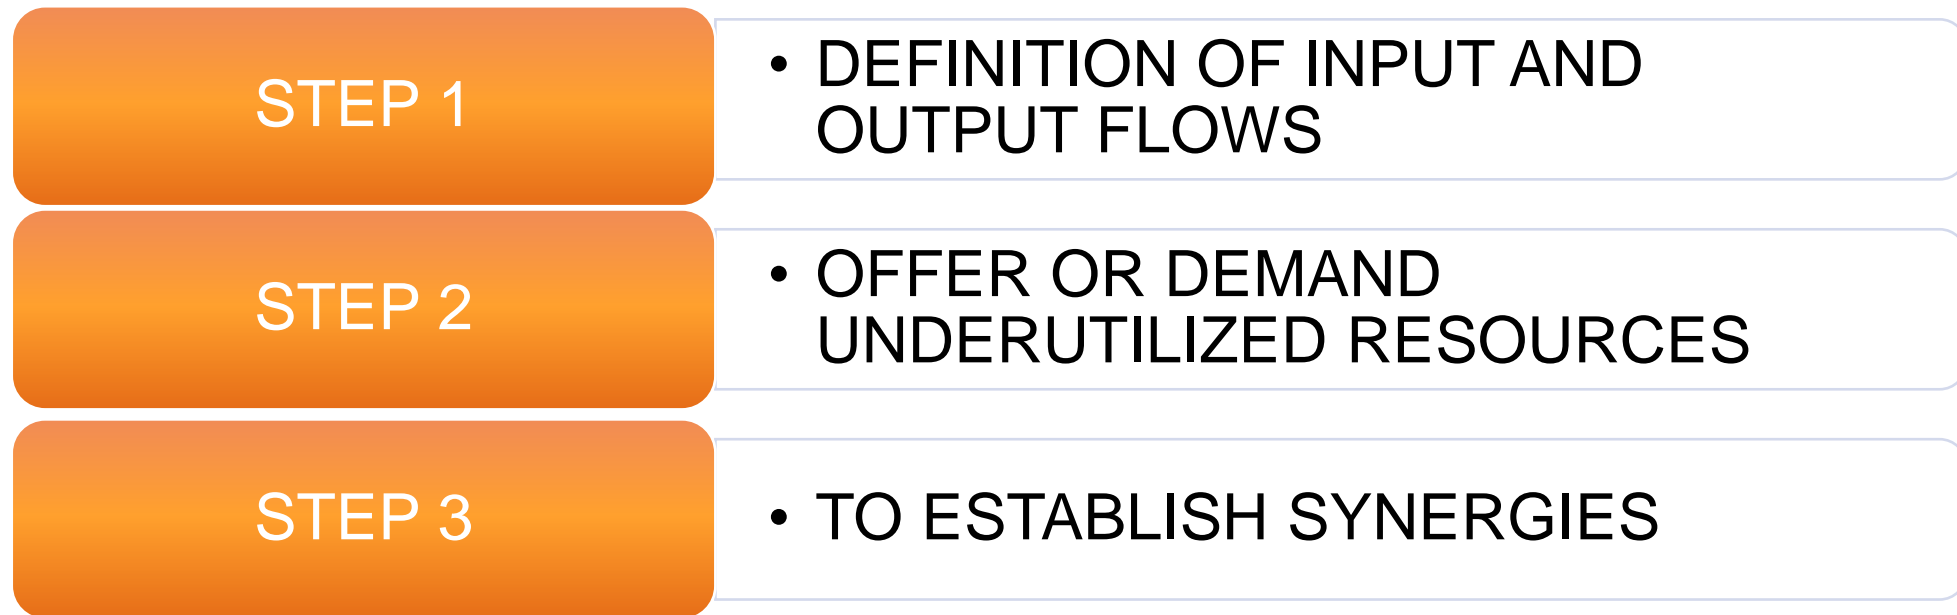 STEP 1
• DEFINITION OF INPUT AND
OUTPUT FLOWS
STEP 2
• OFFER OR DEMAND
UNDERUTILIZED RESOURCES
STEP 3
• TO ESTABLISH SYNERGIES